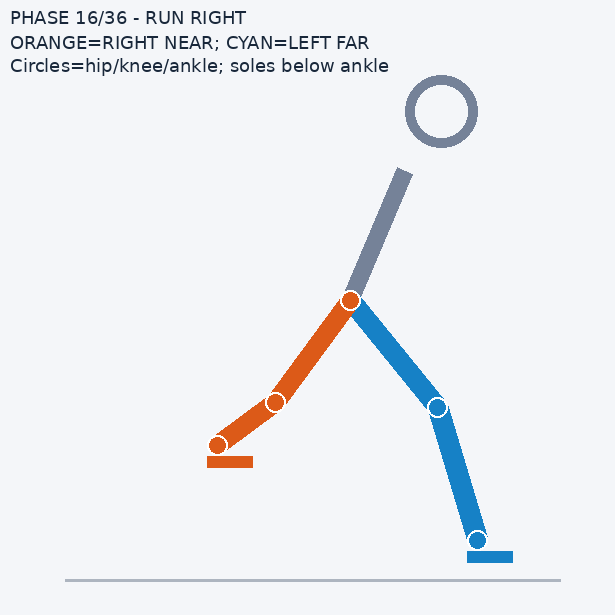 PHASE 16/36 - RUN RIGHT
ORANGE=RIGHT NEAR; CYAN=LEFT FAR
Circles=hip/knee/ankle; soles below ankle